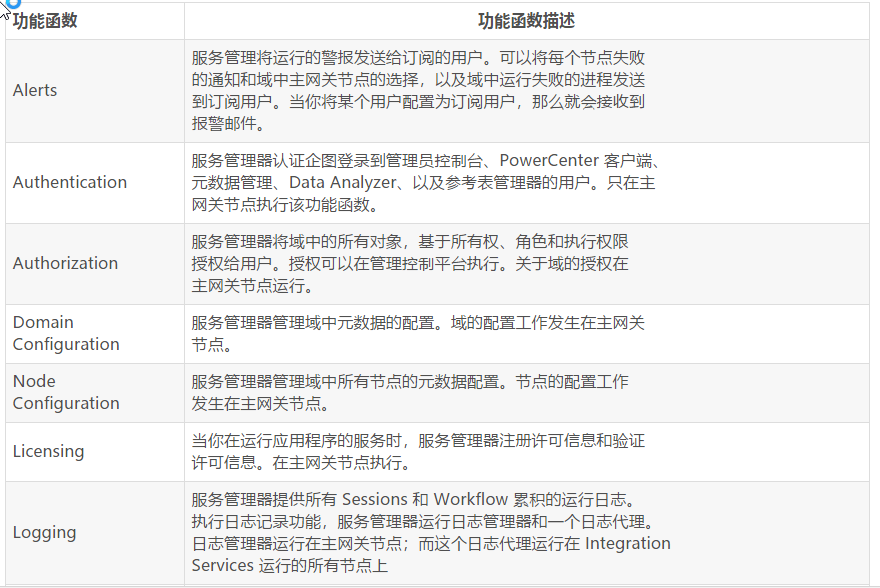 功能函数
功能函数描述
Alerts
服务管理将运行的警报发送给订阅的用户。可以将每个节点失败
的通知和域中主网关节点的选择，以及域中运行失败的进程发送
到订阅用户。当你将某个用户配置为订阅用户，那么就会接收到
报警邮件。
Authentication
服务管理器认证企图登录到管理员控制台、PowerCenter 客户端、
元数据管理、Data Analyzer、以及参考表管理器的用户。只在主
网关节点执行该功能函数。
Authorization
服务管理器将域中的所有对象，基于所有权、角色和执行权限
授权给用户。授权可以在管理控制平台执行。关于域的授权在
主网关节点运行。
Domain
Configuration
服务管理器管理域中元数据的配置。域的配置工作发生在主网关
节点。
Node
Configuration
服务管理器管理域中所有节点的元数据配置。节点的配置工作
发生在主网关节点。
Licensing
当你在运行应用程序的服务时，服务管理器注册许可信息和验证
许可信息。在主网关节点执行。
Logging
服务管理器提供所有 Sessions 和 Workflow 累积的运行日志。
执行日志记录功能，服务管理器运行日志管理器和一个日志代理。
日志管理器运行在主网关节点；而这个日志代理运行在 Integration
Services 运行的所有节点上